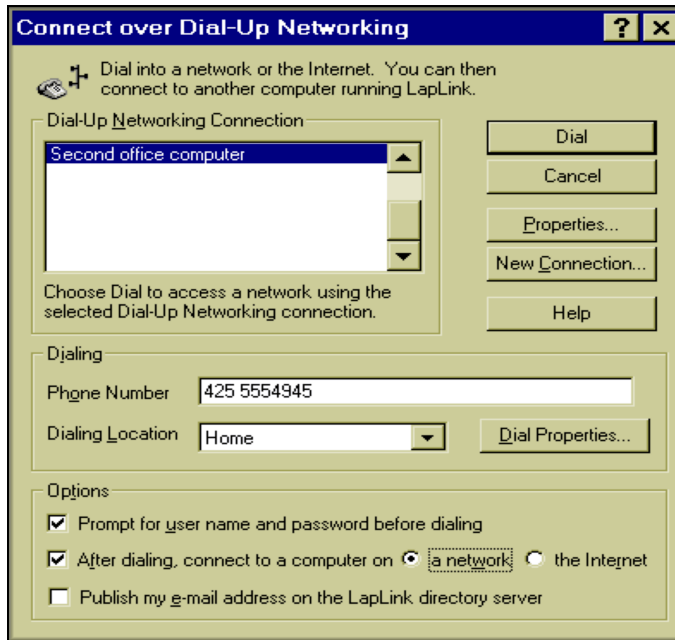 Connect over Dial-Up Networking
Dial into a network or the Internet. You can then
connect to another computer running LapLink.
Dial-Up Networking Connection
Second office computer
Choose Dial to access a network using the
selected Dial-Up Networking connection.
Dial
Cancel
Properties...
New Connection...
Help
Dialing
Phone Number 425 5554945
Dialing Location Home Dial Properties...
Options
Prompt for user name and password before dialing
After dialing, connect to a computer on a network the Internet
Publish my e-mail address on the LapLink directory server